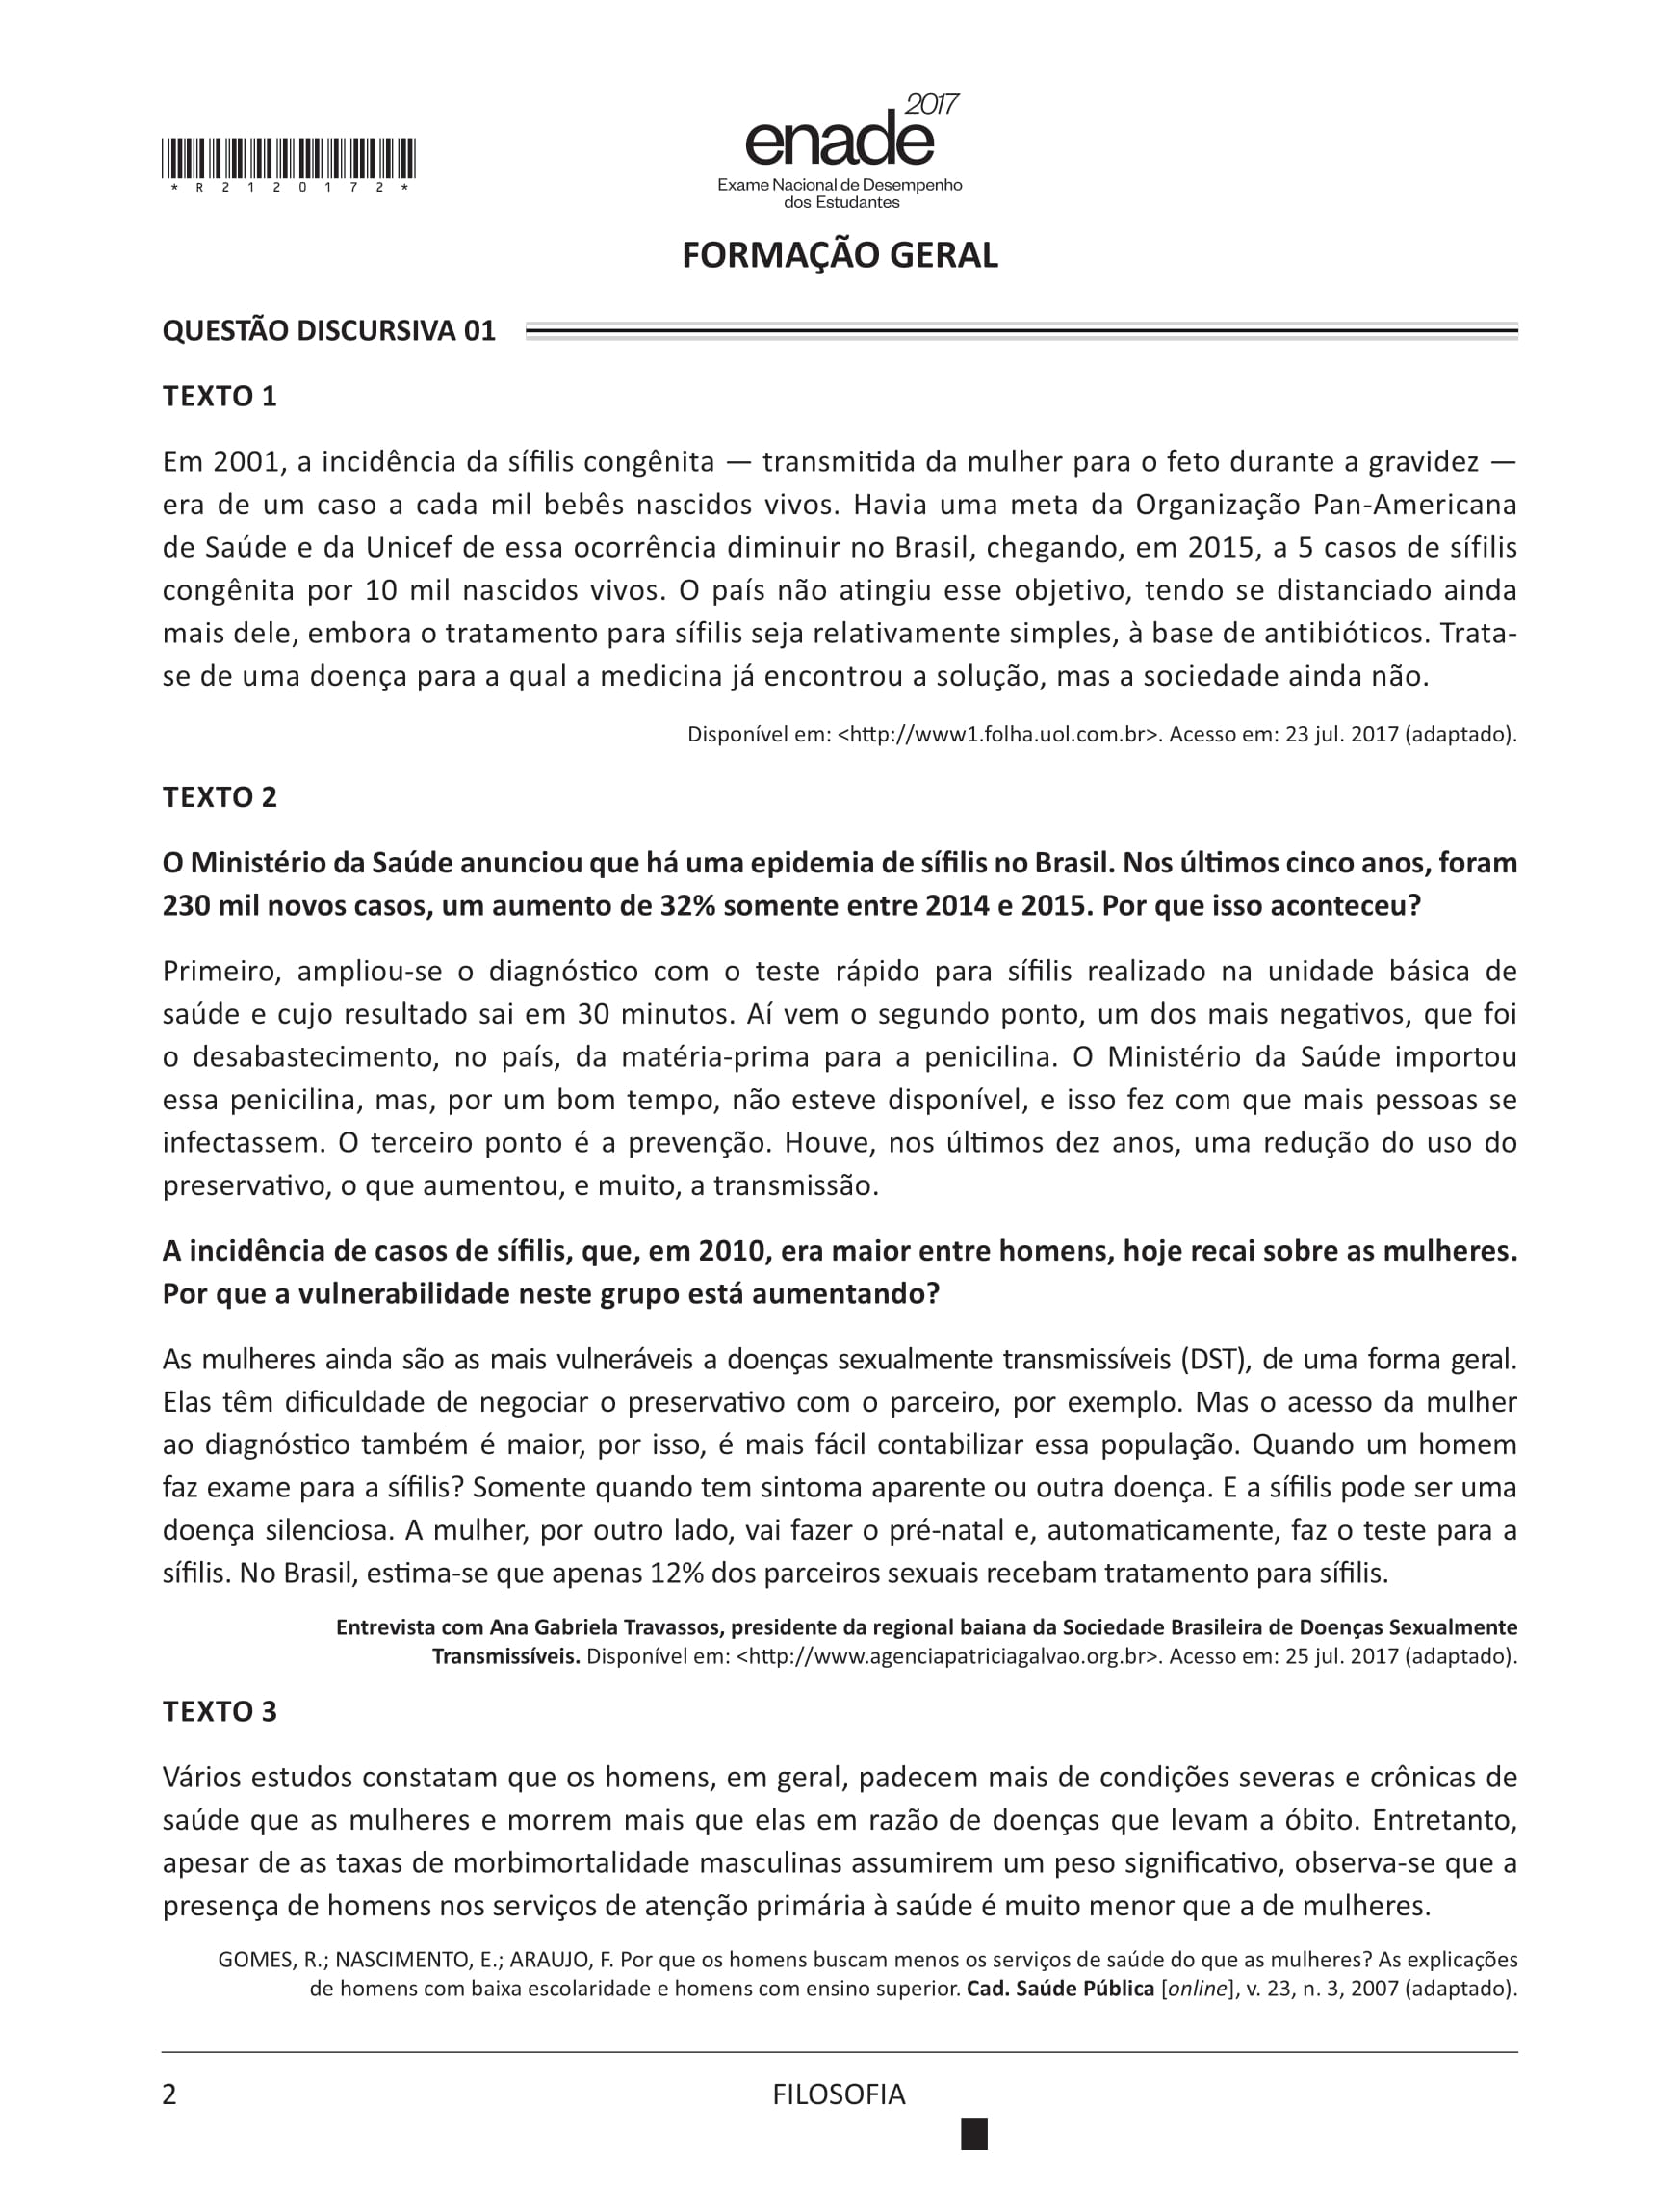 *R2120172*
enade 2017
Exame Nacional de Desempenho
dos Estudantes
FORMAÇÃO GERAL
QUESTÃO DISCURSIVA 01
TEXTO 1
Em 2001, a incidência da sífilis congênita — transmitida da mulher para o feto durante a gravidez —
era de um caso a cada mil bebês nascidos vivos. Havia uma meta da Organização Pan-Americana
de Saúde e da Unicef de essa ocorrência diminuir no Brasil, chegando, em 2015, a 5 casos de sífilis
congênita por 10 mil nascidos vivos. O país não atingiu esse objetivo, tendo se distanciado ainda
mais dele, embora o tratamento para sífilis seja relativamente simples, à base de antibióticos. Trata-
se de uma doença para a qual a medicina já encontrou a solução, mas a sociedade ainda não.
Disponível em: <http://www1.folha.uol.com.br>. Acesso em: 23 jul. 2017 (adaptado).
TEXTO 2
O Ministério da Saúde anunciou que há uma epidemia de sífilis no Brasil. Nos últimos cinco anos, foram
230 mil novos casos, um aumento de 32% somente entre 2014 e 2015. Por que isso aconteceu?
Primeiro, ampliou-se o diagnóstico com o teste rápido para sífilis realizado na unidade básica de
saúde e cujo resultado sai em 30 minutos. Aí vem o segundo ponto, um dos mais negativos, que foi
o desabastecimento, no país, da matéria-prima para a penicilina. O Ministério da Saúde importou
essa penicilina, mas, por um bom tempo, não esteve disponível, e isso fez com que mais pessoas se
infectassem. O terceiro ponto é a prevenção. Houve, nos últimos dez anos, uma redução do uso do
preservativo, o que aumentou, e muito, a transmissão.
A incidência de casos de sífilis, que, em 2010, era maior entre homens, hoje recai sobre as mulheres.
Por que a vulnerabilidade neste grupo está aumentando?
As mulheres ainda são as mais vulneráveis a doenças sexualmente transmissíveis (DST), de uma forma geral.
Elas têm dificuldade de negociar o preservativo com o parceiro, por exemplo. Mas o acesso da mulher
ao diagnóstico também é maior, por isso, é mais fácil contabilizar essa população. Quando um homem
faz exame para a sífilis? Somente quando tem sintoma aparente ou outra doença. E a sífilis pode ser uma
doença silenciosa. A mulher, por outro lado, vai fazer o pré-natal e, automaticamente, faz o teste para a
sífilis. No Brasil, estima-se que apenas 12% dos parceiros sexuais recebam tratamento para sífilis.
Entrevista com Ana Gabriela Travassos, presidente da regional baiana da Sociedade Brasileira de Doenças Sexualmente
Transmissíveis. Disponível em: <http://www.agenciapatriciagalvao.org.br>. Acesso em: 25 jul. 2017 (adaptado).
TEXTO 3
Vários estudos constatam que os homens, em geral, padecem mais de condições severas e crônicas de
saúde que as mulheres e morrem mais que elas em razão de doenças que levam a óbito. Entretanto,
apesar de as taxas de morbimortalidade masculinas assumirem um peso significativo, observa-se que a
presença de homens nos serviços de atenção primária à saúde é muito menor que a de mulheres.
GOMES, R.; NASCIMENTO, E.; ARAUJO, F. Por que os homens buscam menos os serviços de saúde do que as mulheres? As explicações
de homens com baixa escolaridade e homens com ensino superior. Cad. Saúde Pública [online], v. 23, n. 3, 2007 (adaptado).
2
FILOSOFIA